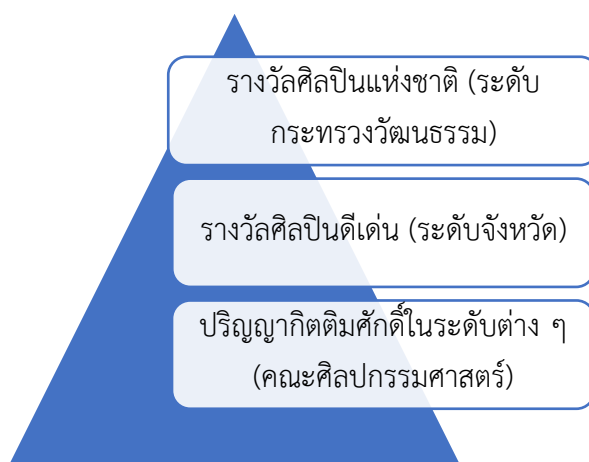 รางวัลศิลปินแห่งชาติ (ระดับ
กระทรวงวัฒนธรรม)
รางวัลศิลปินดีเด่น (ระดับจังหวัด)
ปริญญากิตติมศักดิ์ในระดับต่าง ๆ
(คณะศิลปกรรมศาสตร์)